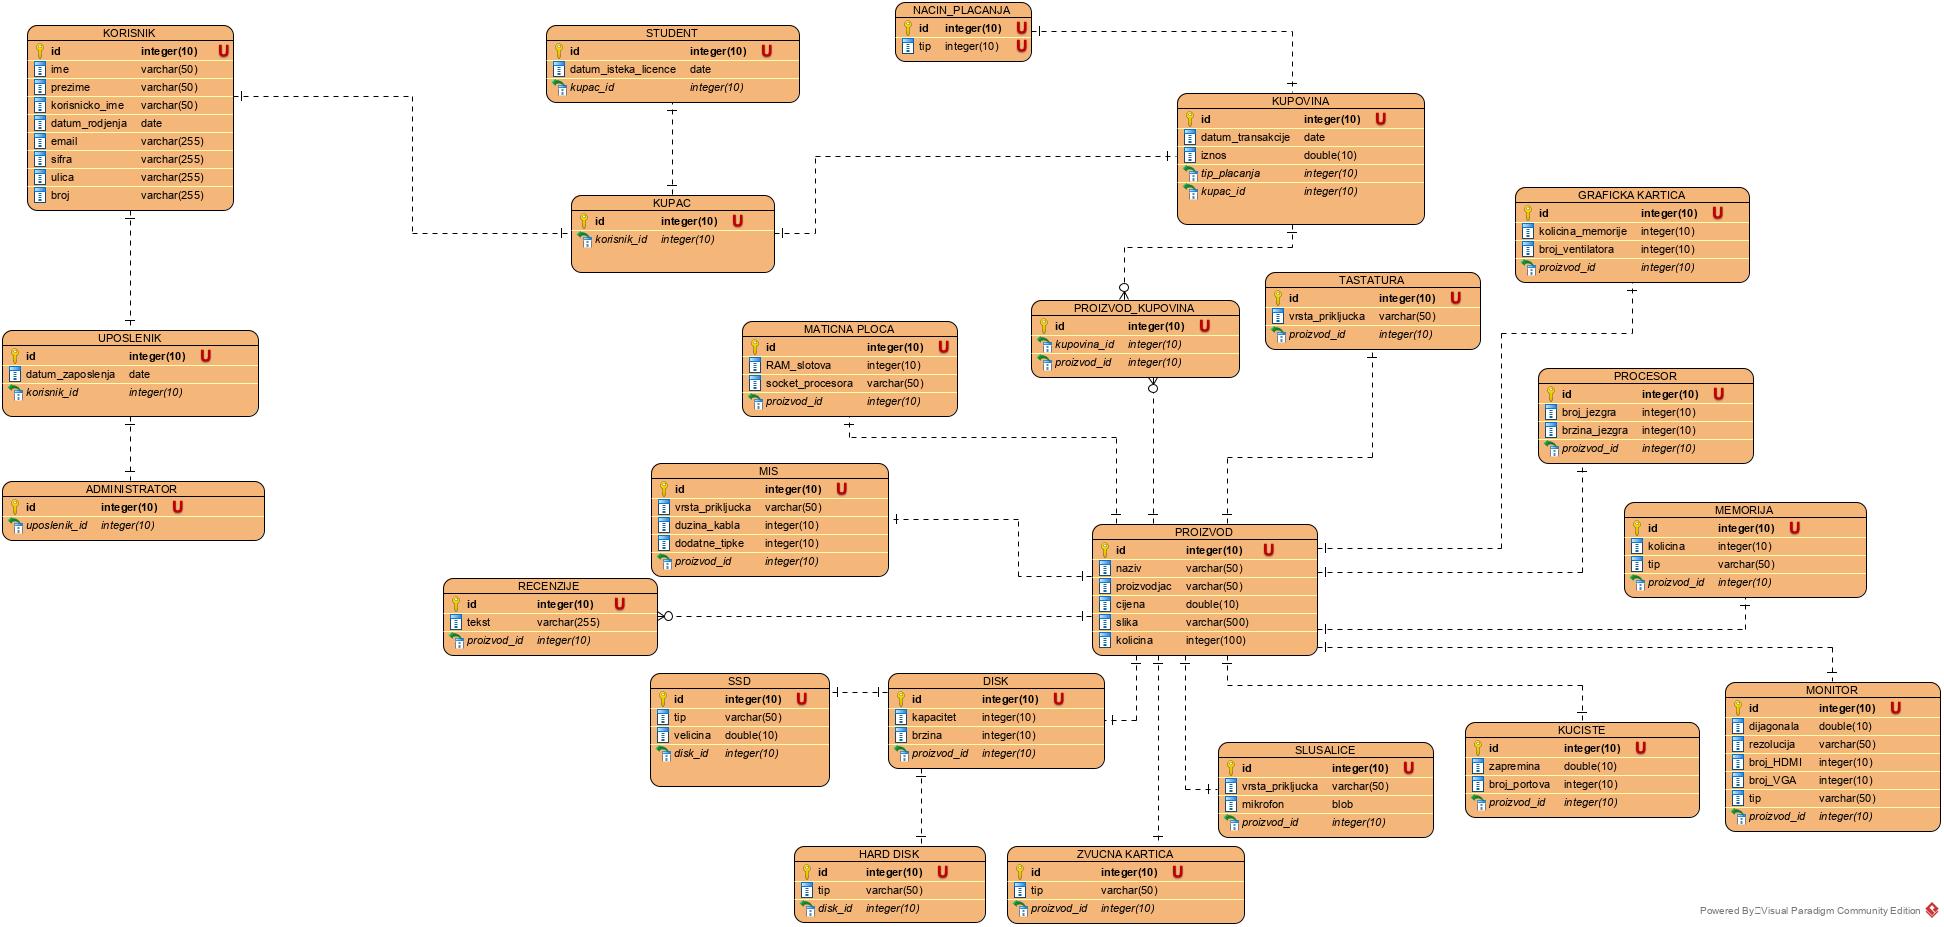 KORISNIK
id integer(10) U
ime varchar(50)
prezime varchar(50)
korisnicko_ime varchar(50)
datum_rodjenja date
email varchar(255)
sifra varchar(255)
ulica varchar(255)
broj varchar(255)
STUDENT
id integer(10) U
datum_isteka_licence date
kupac_id integer(10)
NACIN_PLACANJA
id integer(10) U
tip integer(10) U
KUPOVINA
id integer(10) U
datum_transakcije date
iznos double(10)
tip_placanja integer(10)
kupac_id integer(10)
KUPAC
id integer(10) U
korisnik_id integer(10)
GRAFICKA KARTICA
id integer(10) U
kolicina_memorije integer(10)
broj_ventilatora integer(10)
proizvod_id integer(10)
TASTATURA
id integer(10) U
vrsta_prikljucka varchar(50)
proizvod_id integer(10)
PROIZVOD_KUPOVINA
id integer(10) U
kupovina_id integer(10)
proizvod_id integer(10)
MATICNA PLOCA
id integer(10) U
RAM_slotova integer(10)
socket_procesora varchar(50)
proizvod_id integer(10)
UPOSLENIK
id integer(10) U
datum_zaposlenja date
korisnik_id integer(10)
PROCESOR
id integer(10) U
broj_jezgra integer(10)
brzina_jezgra integer(10)
proizvod_id integer(10)
ADMINISTRATOR
id integer(10) U
uposlenik_id integer(10)
MIS
id integer(10) U
vrsta_prikljucka varchar(50)
duzina_kabla integer(10)
dodatne_tipke integer(10)
proizvod_id integer(10)
MEMORIJA
id integer(10) U
kolicina integer(10)
tip varchar(50)
proizvod_id integer(10)
PROIZVOD
id integer(10) U
naziv varchar(50)
proizvodjac varchar(50)
cijena double(10)
slika varchar(500)
kolicina integer(100)
RECENZIJE
id integer(10) U
tekst varchar(255)
proizvod_id integer(10)
SSD
id integer(10) U
tip varchar(50)
velicina double(10)
disk_id integer(10)
DISK
id integer(10) U
kapacitet integer(10)
brzina integer(10)
proizvod_id integer(10)
MONITOR
id integer(10) U
dijagonala double(10)
rezolucija varchar(50)
broj_HDMI integer(10)
broj_VGA integer(10)
tip varchar(50)
proizvod_id integer(10)
KUCISTE
id integer(10) U
zapremina double(10)
broj_portova integer(10)
proizvod_id integer(10)
SLUSALICE
id integer(10) U
vrsta_prikljucka varchar(50)
mikrofon blob
proizvod_id integer(10)
HARD DISK
id integer(10) U
tip varchar(50)
disk_id integer(10)
ZVUCNA KARTICA
id integer(10) U
tip varchar(50)
proizvod_id integer(10)
Powered By Visual Paradigm Community Edition